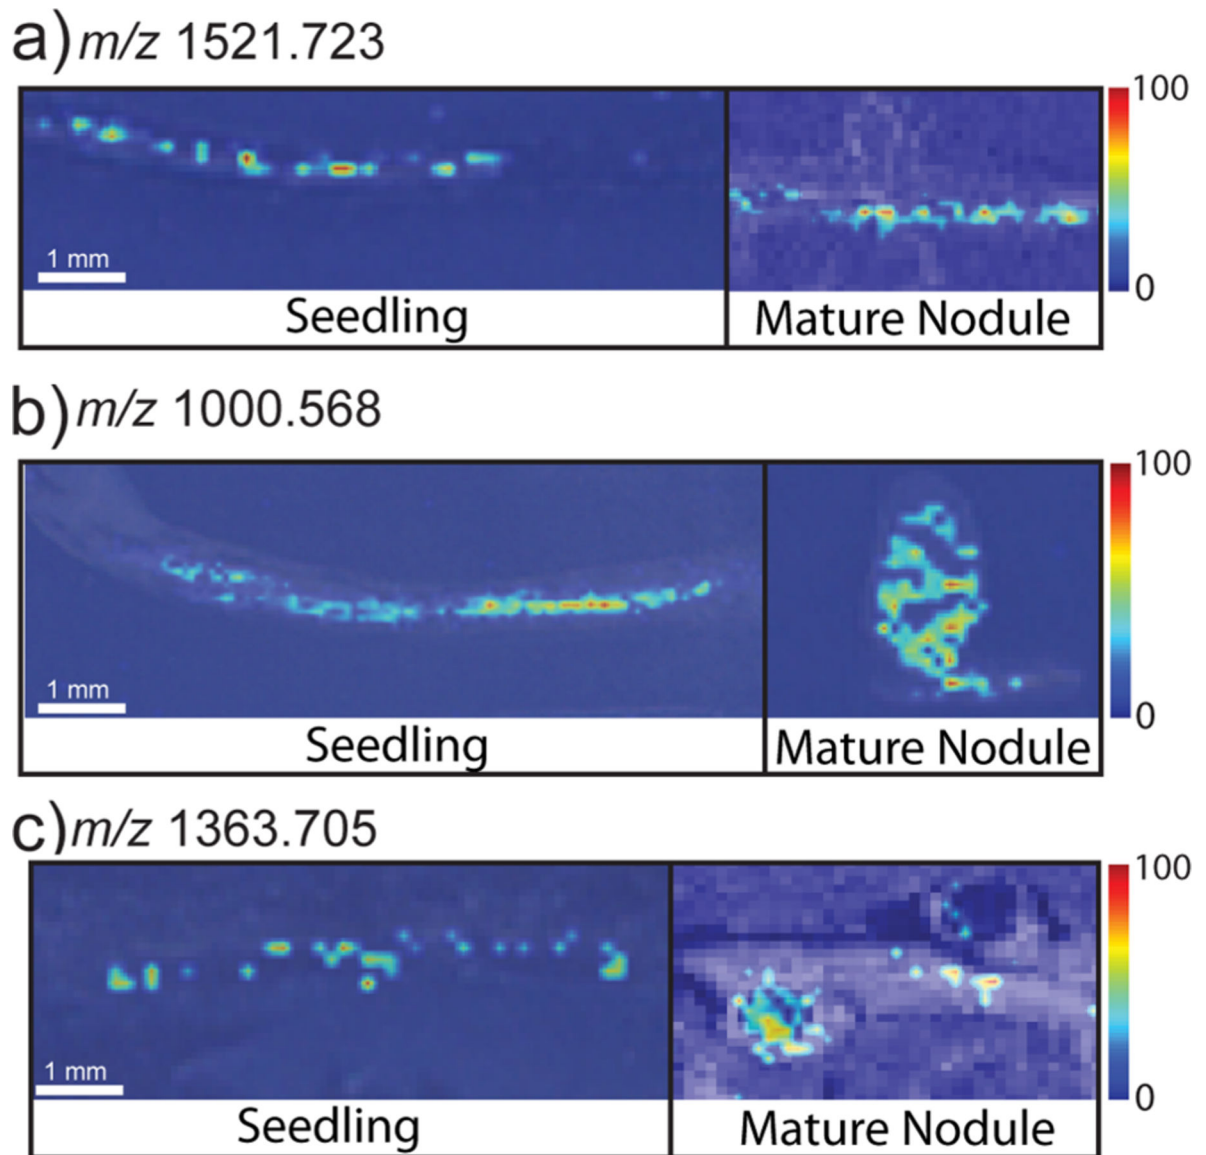 a) m/z 1521.723
100
1 mm
0
Seedling
Mature Nodule
b) m/z 1000.568
100
1 mm
0
Seedling
Mature Nodule
c) m/z 1363.705
100
1 mm
0
Seedling
Mature Nodule